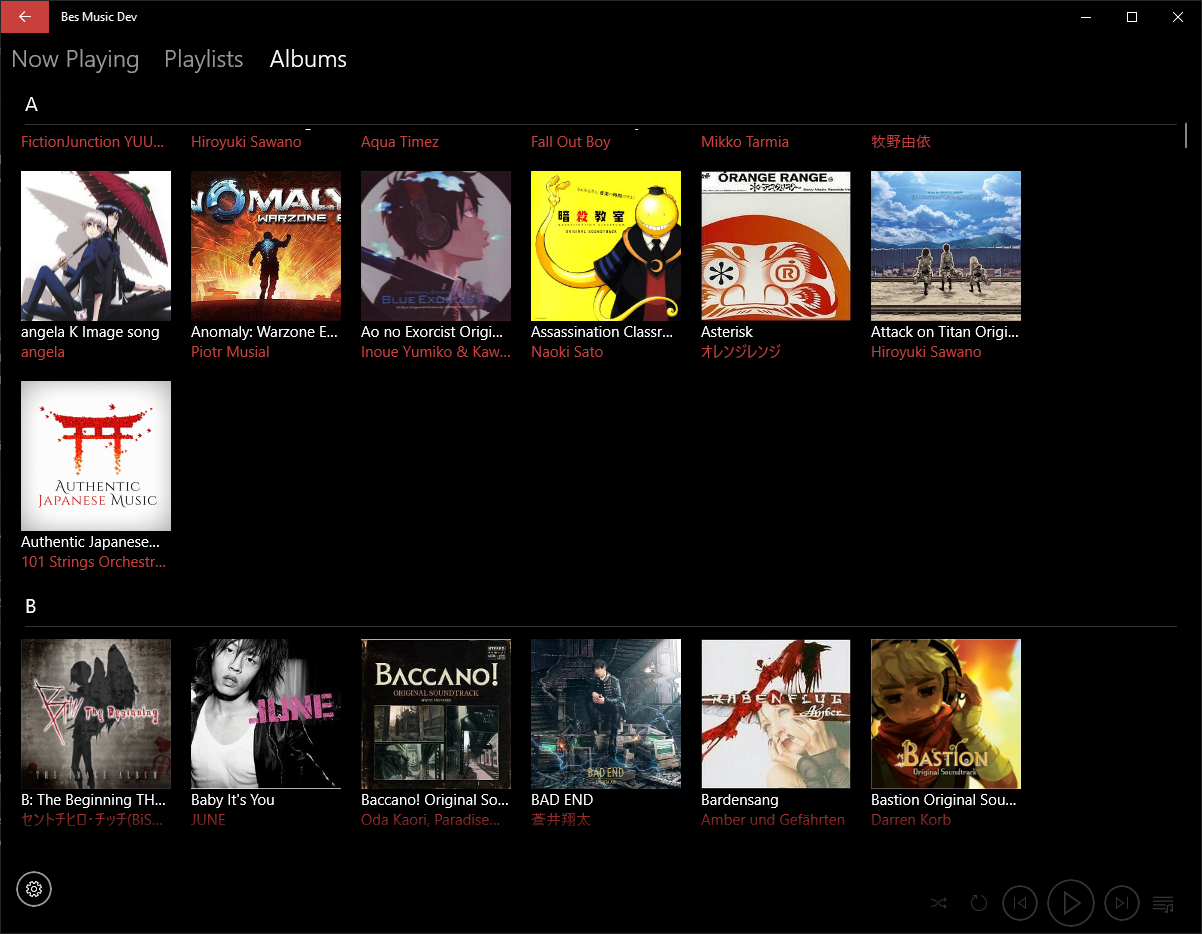 Bes Music Dev
Now Playing Playlists Albums
A
FictionJunction YUU... Hiroyuki Sawano Aqua Timez Fall Out Boy Mikko Tarmia 牧野由依
ANOMALY
WARZONE E
BLUE EXORCIST
暗殺教室
ASSASSINATION CLASSROOM
ORIGINAL SOUNDTRACK
ORANGE RANGE
angela K Image song Anomaly: Warzone E... Ao no Exorcist Origi... Assassination Classr... Asterisk Attack on Titan Origi...
angela Piotr Musial Inoue Yumiko & Kaw... Naoki Sato オレンジレンジ Hiroyuki Sawano
AUTHENTIC
JAPANESE MUSIC
Authentic Japanese...
101 Strings Orchestr...
B
B The Beginning
THE IMAGE ALBUM
JUNE
BACCANO!
ORIGINAL SOUNDTRACK
BAD END
RABENFLUG
Amber
BASTION
Original Soundtrack
B: The Beginning TH... Baby It's You Baccano! Original So... BAD END Bardensang Bastion Original Sou...
セントチヒロ・チッチ(BiS... JUNE Oda Kaori, Paradise... 蒼井翔太 Amber und Gefährten Darren Korb